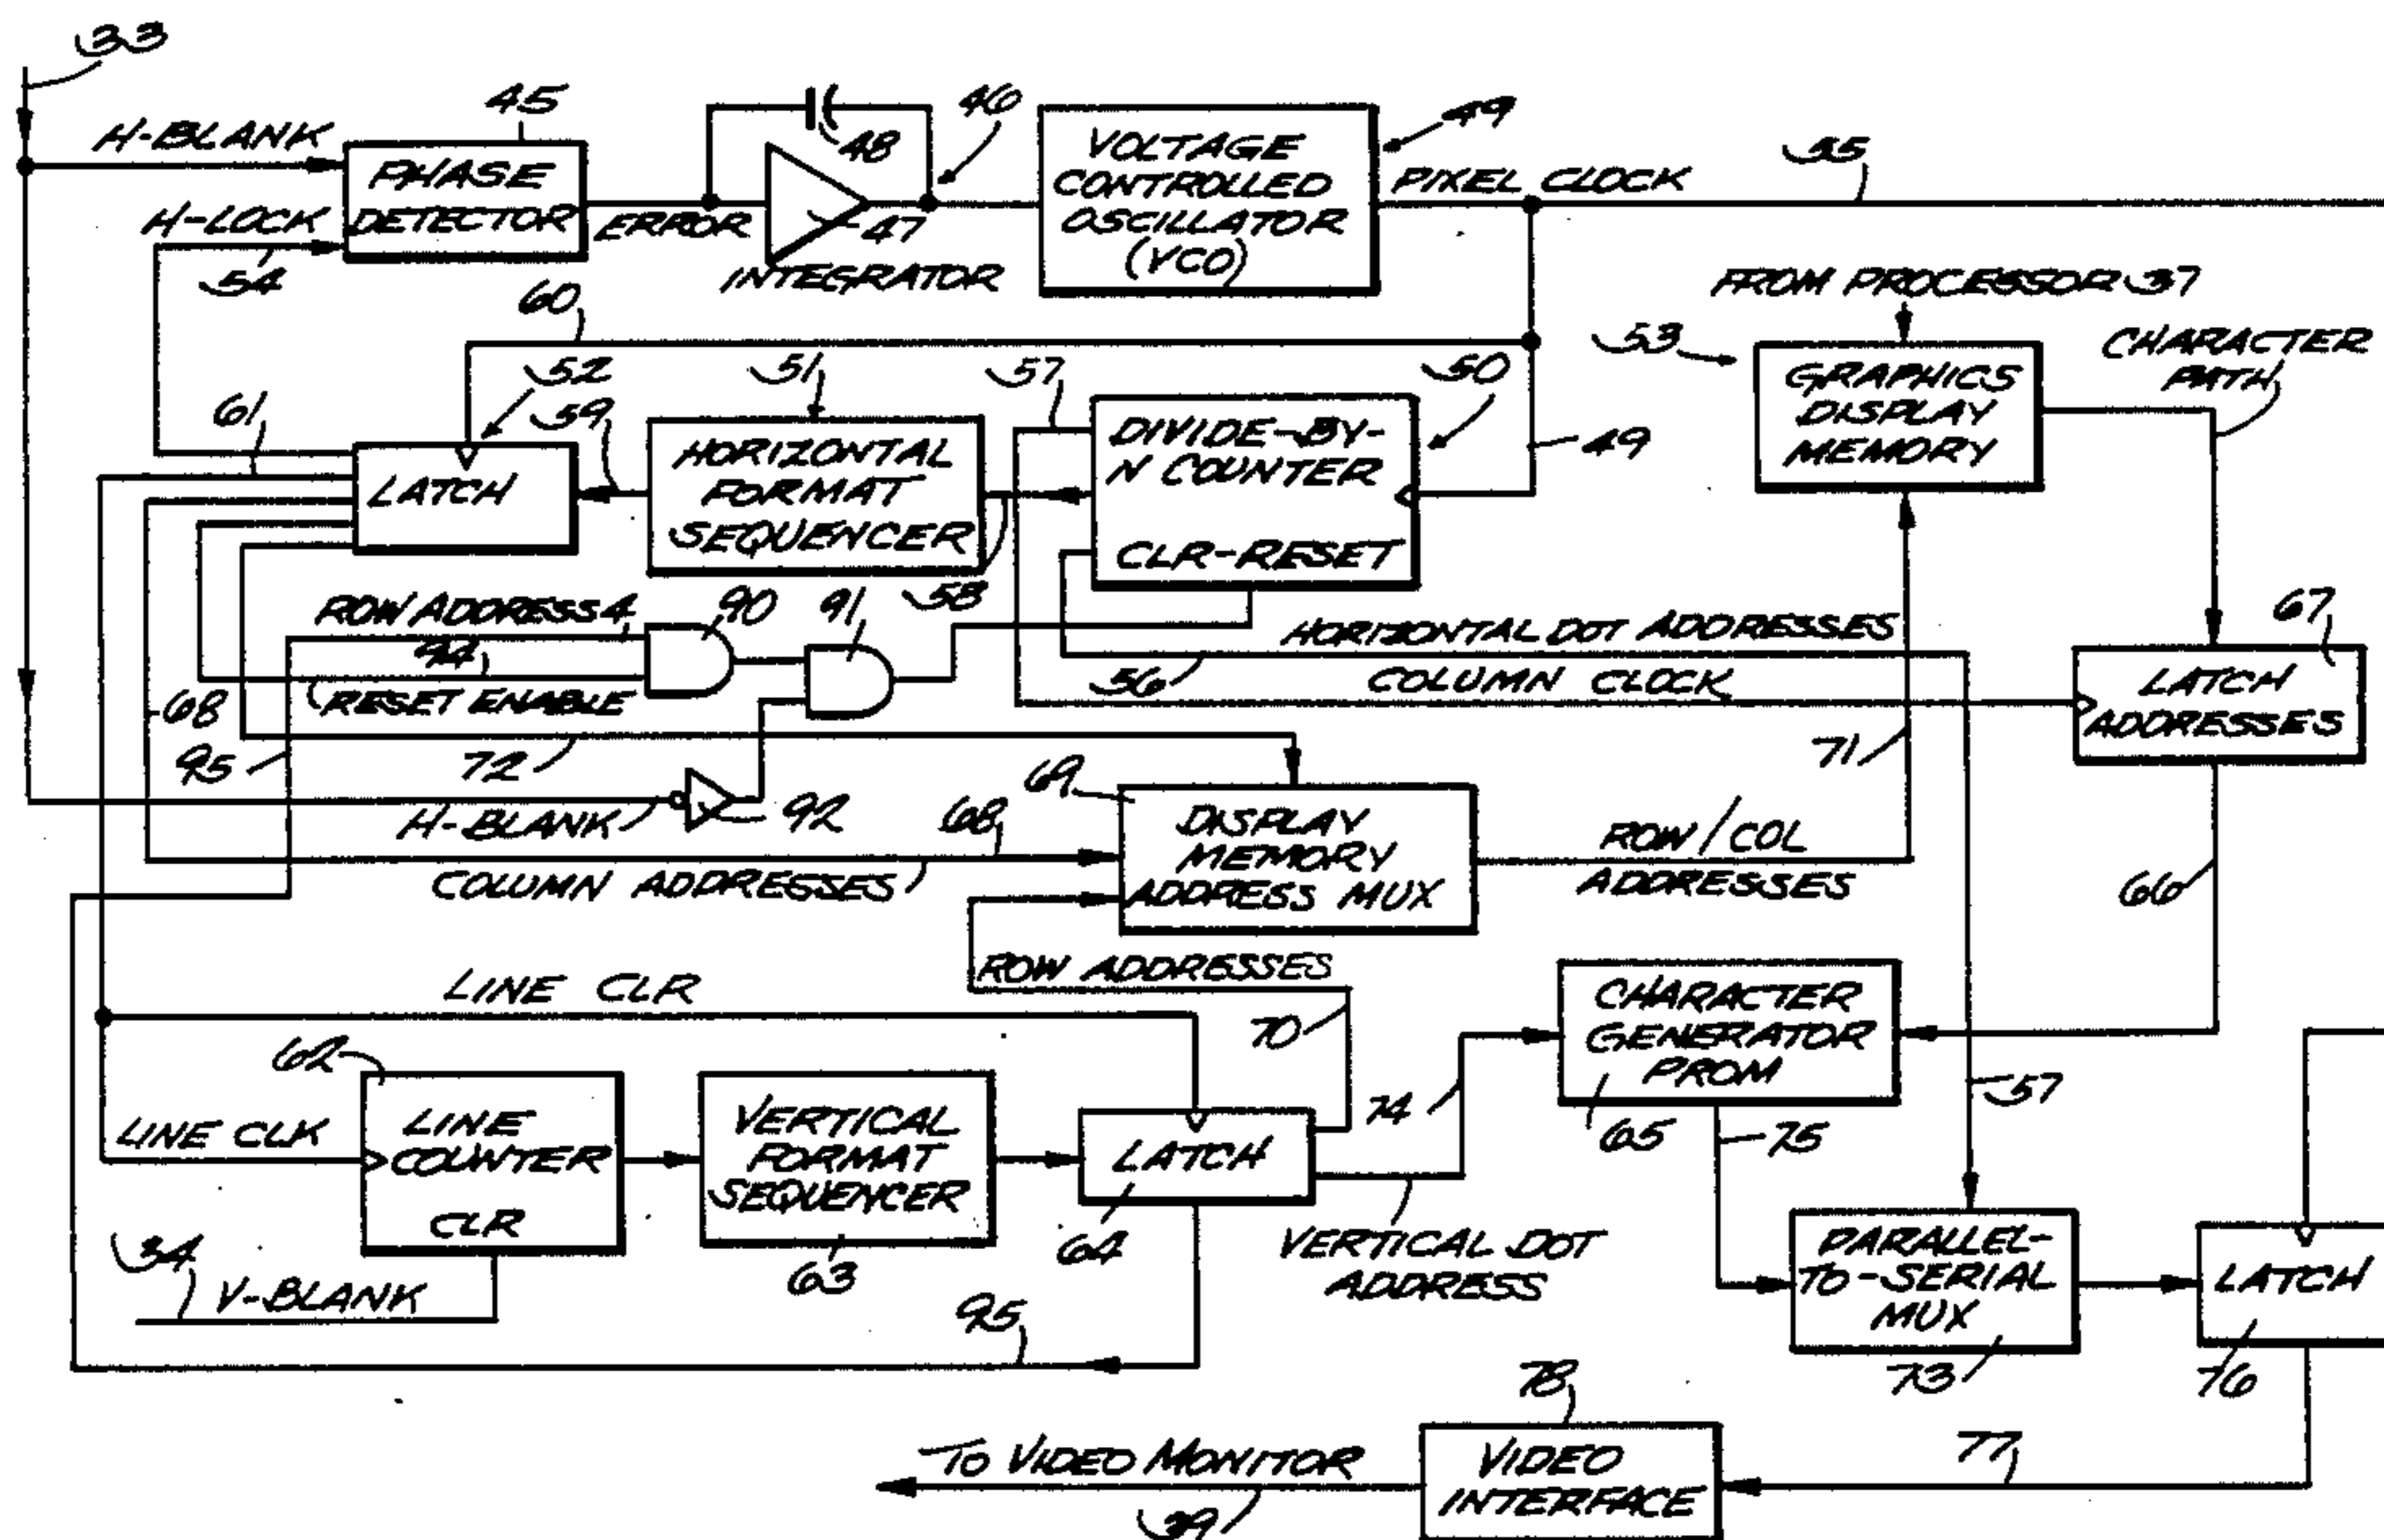 33
45
46
49
H-BLANK
48
35
PHASE
DETECTOR
VOLTAGE
CONTROLLED
OSCILLATOR
(VCO)
PIXEL CLOCK
H-LOCK
ERROR
47
54
INTEGRATOR
60
FROM PROCESSOR 37
53
CHARACTER
PATH
52
51
57
50
GRAPHICS
DISPLAY
MEMORY
61
59
LATCH
HORIZONTAL
FORMAT
SEQUENCER
DIVIDE-BY-
N COUNTER
CLR-RESET
49
58
ROW ADDRESS 4
90
91
HORIZONTAL DOT ADDRESSES
67
94
68
RESET ENABLE
56
COLUMN CLOCK
LATCH
ADDRESSES
95
72
71
69
H-BLANK
92
68
DISPLAY
MEMORY
ADDRESS MUX
ROW/COL
ADDRESSES
COLUMN ADDRESSES
66
ROW ADDRESSES
LINE CLR
70
CHARACTER
GENERATOR
PROM
62
74
57
LINE CLK
LINE
COUNTER
CLR
VERTICAL
FORMAT
SEQUENCER
LATCH
65
75
34
V-BLANK
63
64
VERTICAL DOT
ADDRESS
PARALLEL-
TO-SERIAL
MUX
LATCH
95
73
76
78
TO VIDEO MONITOR
39
VIDEO
INTERFACE
77